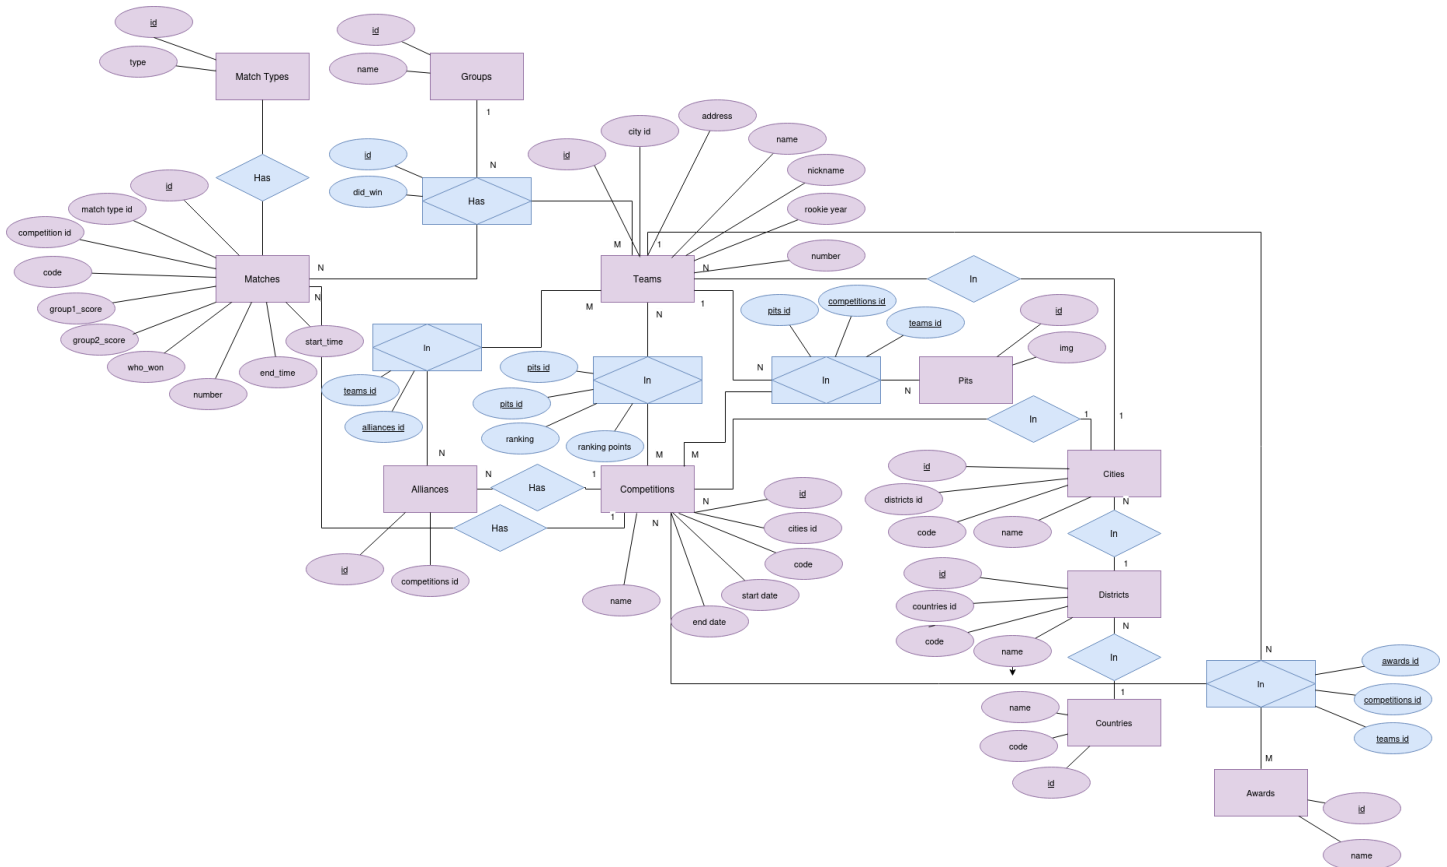 id
type
Match Types
id
name
Groups
1
N
Has
id
did_win
Has
id
city id
address
name
nickname
rookie year
number
id
match type id
competition id
code
group1_score
group2_score
who_won
number
end_time
start_time
Matches
N
N
M
1
N
Teams
M
N
1
In
In
teams id
alliances id
N
pits id
pits id
ranking
ranking points
In
M
pits id
competitions id
teams id
N
In
N
M
Pits
id
img
In
1
1
Alliances
N
Has
1
Competitions
N
Has
1
N
id
competitions id
name
end date
start date
code
cities id
id
id
districts id
code
name
Cities
N
In
1
id
countries id
code
name
Districts
N
In
1
name
code
id
Countries
N
In
awards id
competitions id
teams id
M
Awards
id
name